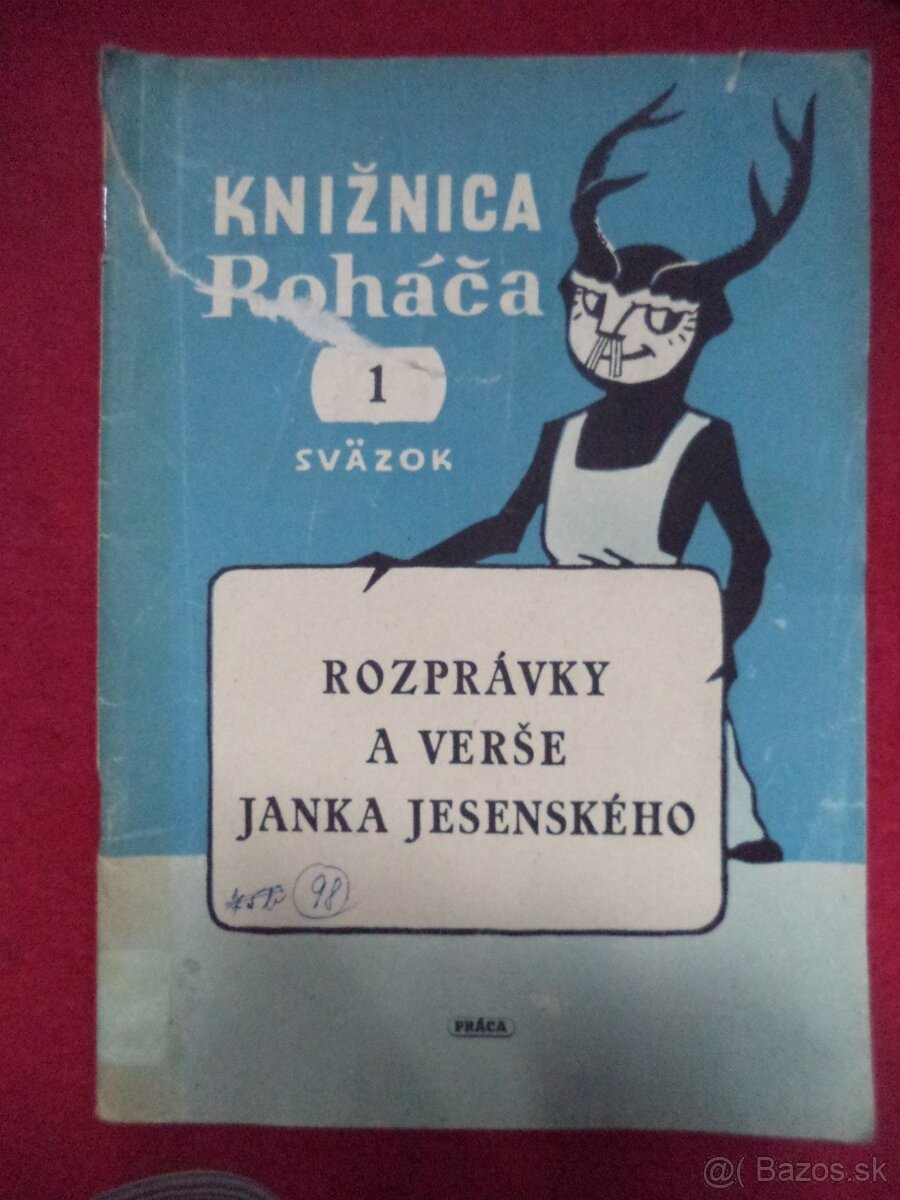 KNIŽNICA
Roháča
1
SVÄZOK
ROZPRÁVKY
A VERŠE
JANKA JESENSKÉHO
98
PRÁCA
@( Bazos.sk